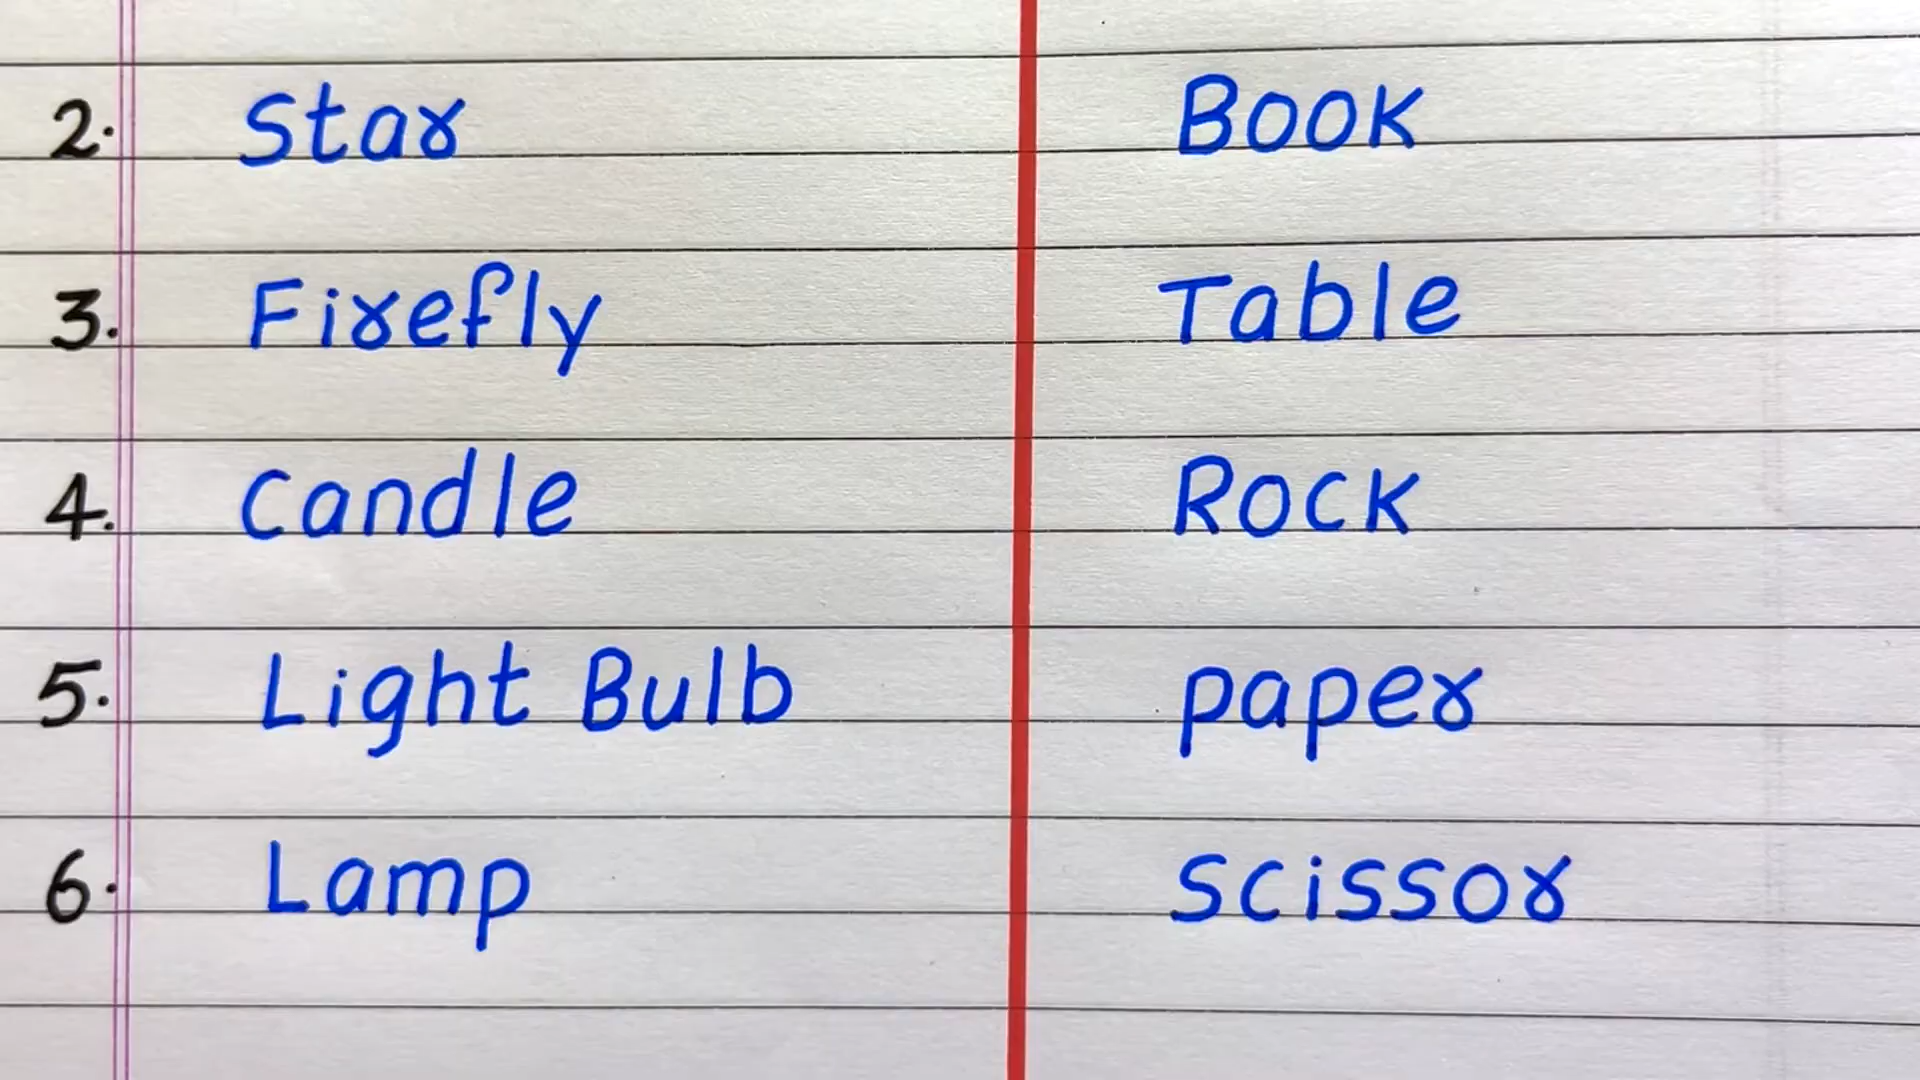 2. Star Book
3. Firefly Table
4. Candle Rock
5. Light Bulb paper
6. Lamp scissor